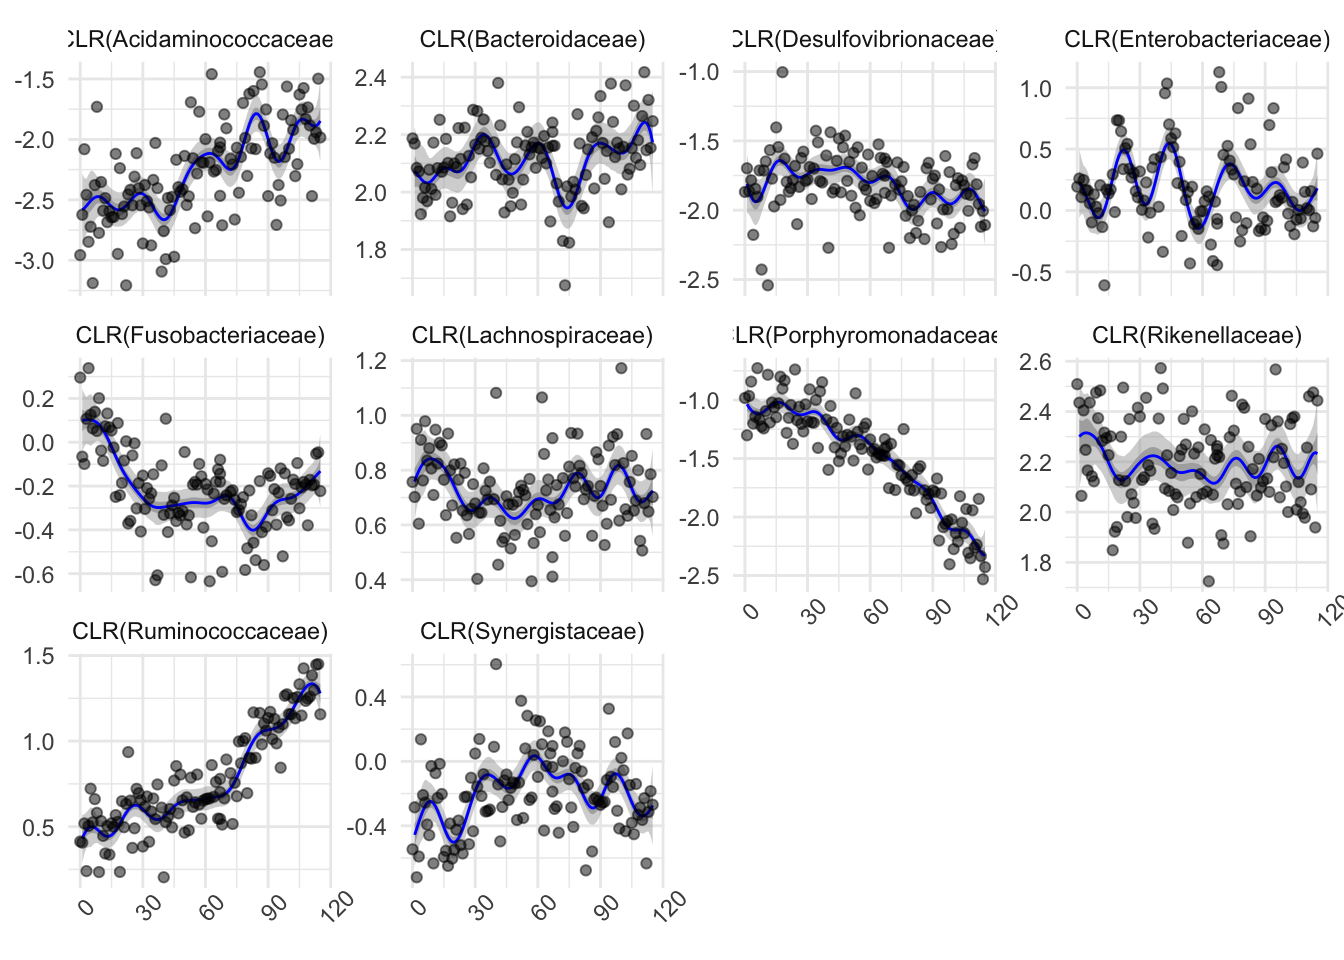 CLR(Acidaminococcaceae
CLR(Bacteroidaceae)
CLR(Desulfovibrionaceae)
CLR(Enterobacteriaceae)
-1.5
-2.0
-2.5
-3.0
2.4
2.2
2.0
1.8
-1.0
-1.5
-2.0
-2.5
1.0
0.5
0.0
-0.5
CLR(Fusobacteriaceae)
CLR(Lachnospiraceae)
CLR(Porphyromonadaceae
CLR(Rikenellaceae)
0.2
0.0
-0.2
-0.4
-0.6
1.2
1.0
0.8
0.6
0.4
-1.0
-1.5
-2.0
-2.5
2.6
2.4
2.2
2.0
1.8
0 30 60 90 120
0 30 60 90 120
CLR(Ruminococcaceae)
CLR(Synergistaceae)
1.5
1.0
0.5
0.4
0.0
-0.4
0 30 60 90 120
0 30 60 90 120